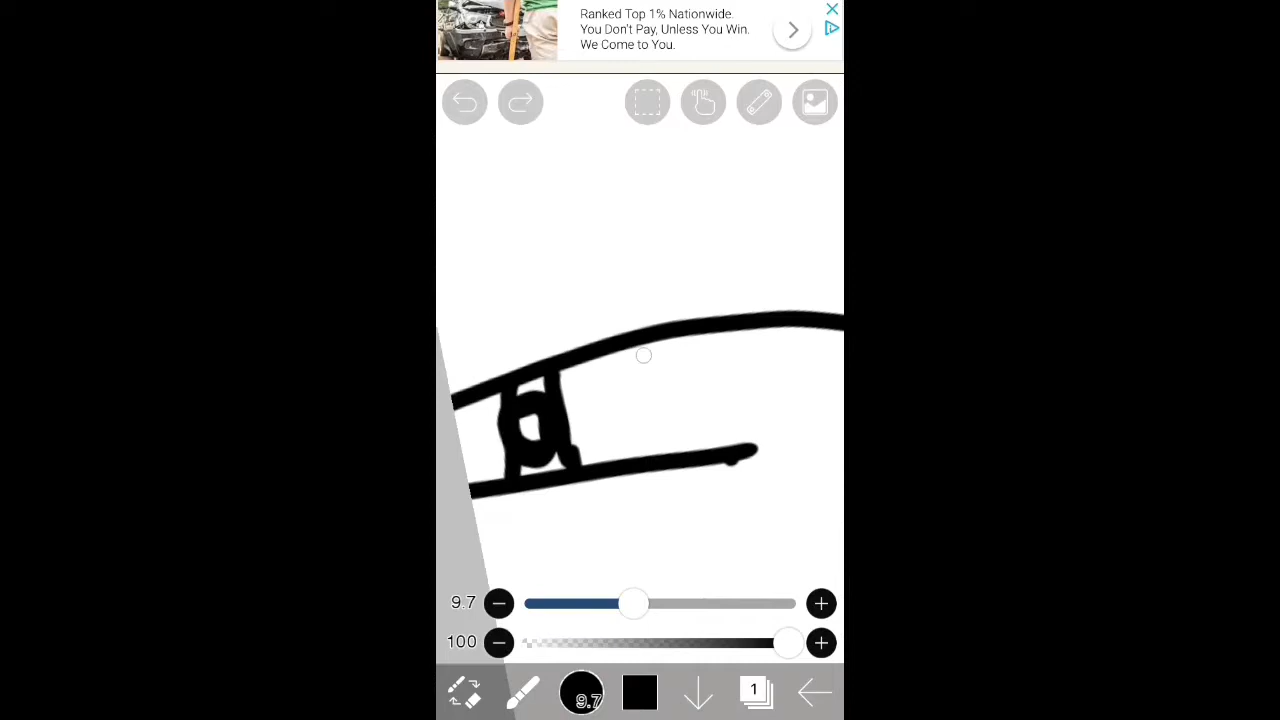 Ranked Top 1% Nationwide.
You Don't Pay, Unless You Win.
We Come to You.
9.7
100
9.7
1